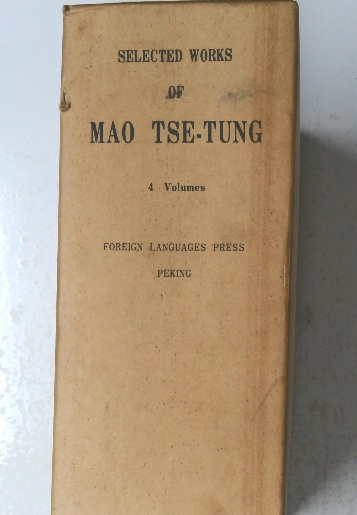 SELECTED WORKS
OF
MAO TSE-TUNG
4 Volumes
FOREIGN LANGUAGES PRESS
PEKING